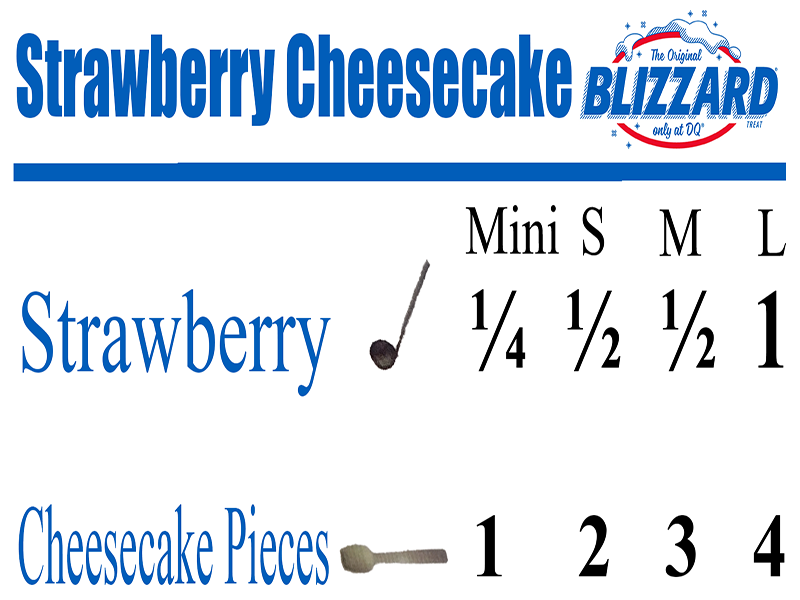 Strawberry Cheesecake
The Original
BLIZZARD®
TREAT
only at DQ®
Mini S M L
Strawberry ¼ ½ ½ 1
Cheesecake Pieces 1 2 3 4